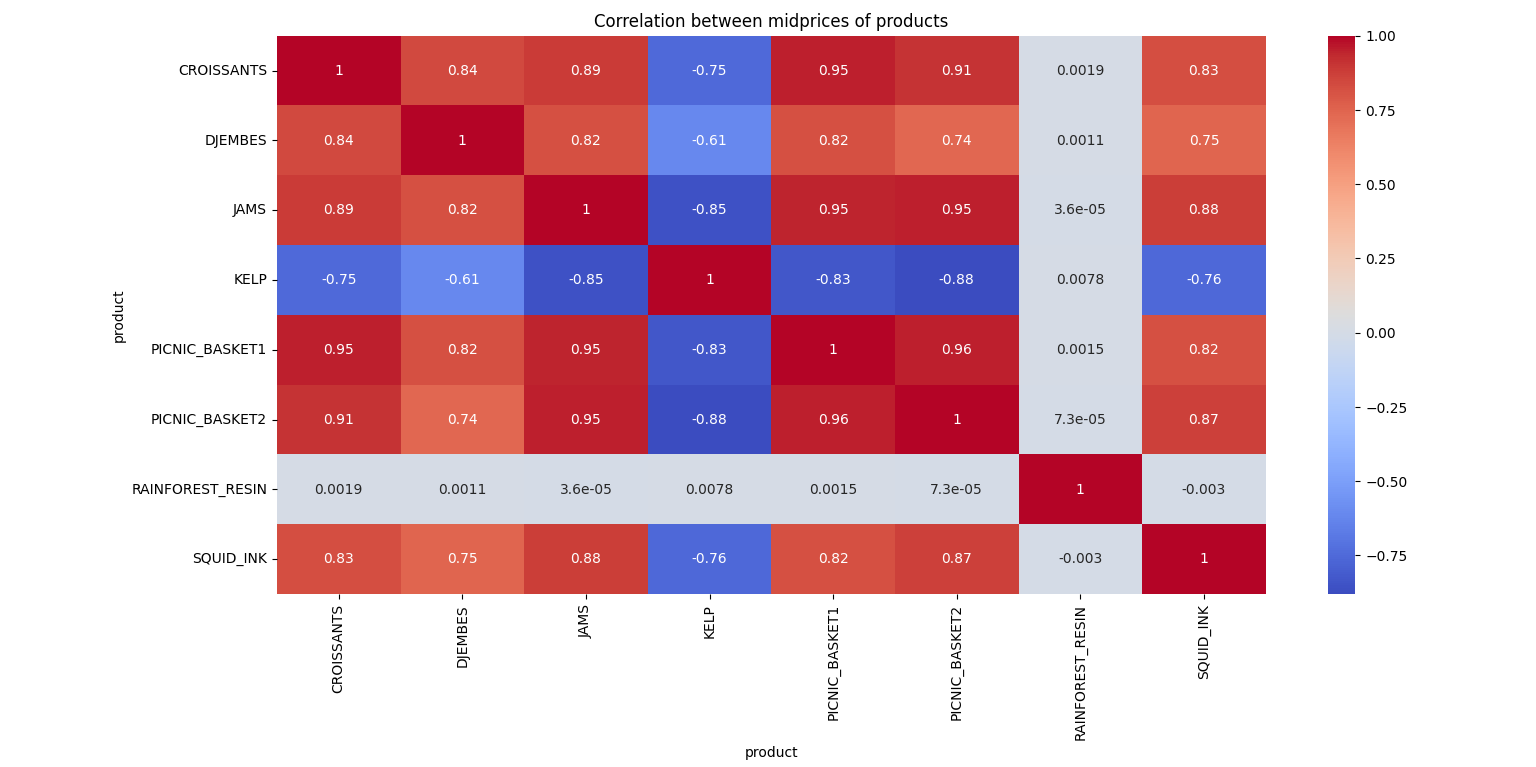 Correlation between midprices of products
CROISSANTS 1 0.84 0.89 -0.75 0.95 0.91 0.0019 0.83
DJEMBES 0.84 1 0.82 -0.61 0.82 0.74 0.0011 0.75
JAMS 0.89 0.82 1 -0.85 0.95 0.95 3.6e-05 0.88
KELP -0.75 -0.61 -0.85 1 -0.83 -0.88 0.0078 -0.76
PICNIC_BASKET1 0.95 0.82 0.95 -0.83 1 0.96 0.0015 0.82
PICNIC_BASKET2 0.91 0.74 0.95 -0.88 0.96 1 7.3e-05 0.87
RAINFOREST_RESIN 0.0019 0.0011 3.6e-05 0.0078 0.0015 7.3e-05 1 -0.003
SQUID_INK 0.83 0.75 0.88 -0.76 0.82 0.87 -0.003 1
product
CROISSANTS
DJEMBES
JAMS
KELP
PICNIC_BASKET1
PICNIC_BASKET2
RAINFOREST_RESIN
SQUID_INK
product
1.00
0.75
0.50
0.25
0.00
−0.25
−0.50
−0.75